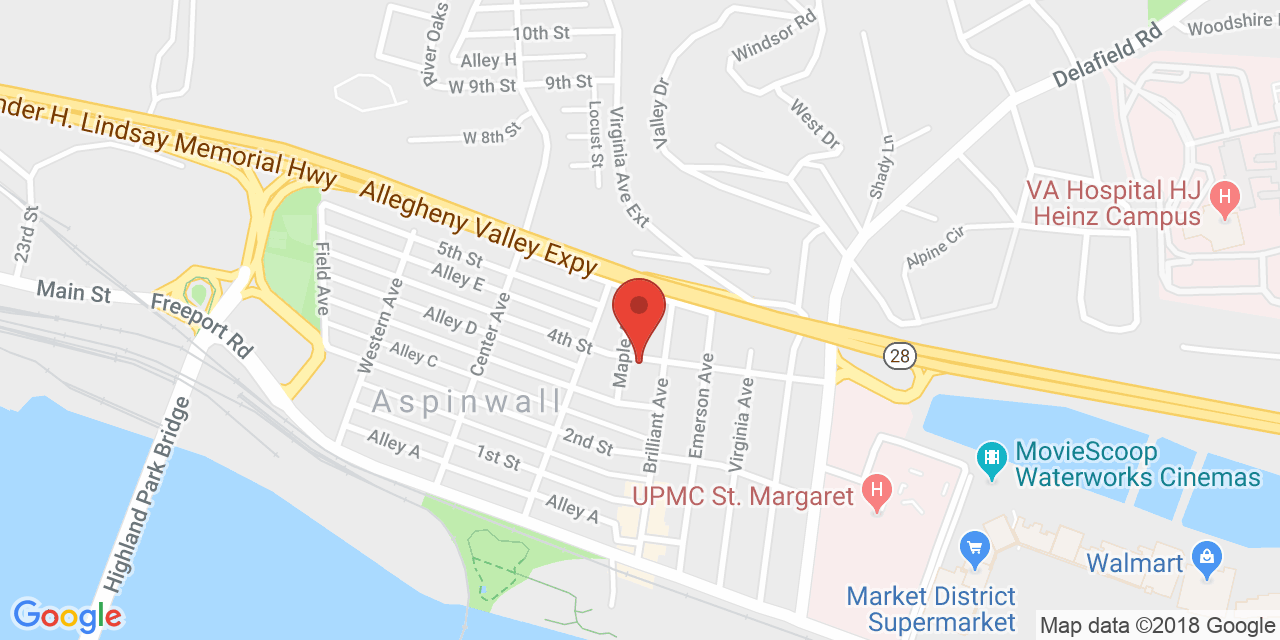 River Oaks
10th St
Alley H
W 9th St
9th St
W 8th St
Locust St
Virginia Ave Ext
Valley Dr
Windsor Rd
West Dr
Shady Ln
Delafield Rd
Woodshire
nder H. Lindsay Memorial Hwy
Allegheny Valley Expy
VA Hospital HJ
Heinz Campus
H
Alpine Cir
23rd St
Main St
Freeport Rd
Field Ave
Western Ave
Center Ave
5th St
Alley E
Alley D
4th St
Alley C
Maple
Aspinwall
Brilliant Ave
Emerson Ave
Virginia Ave
28
2nd St
1st St
Alley A
Alley A
Highland Park Bridge
UPMC St. Margaret
H
MovieScoop
Waterworks Cinemas
Walmart
Market District
Supermarket
Google
Map data ©2018 Google